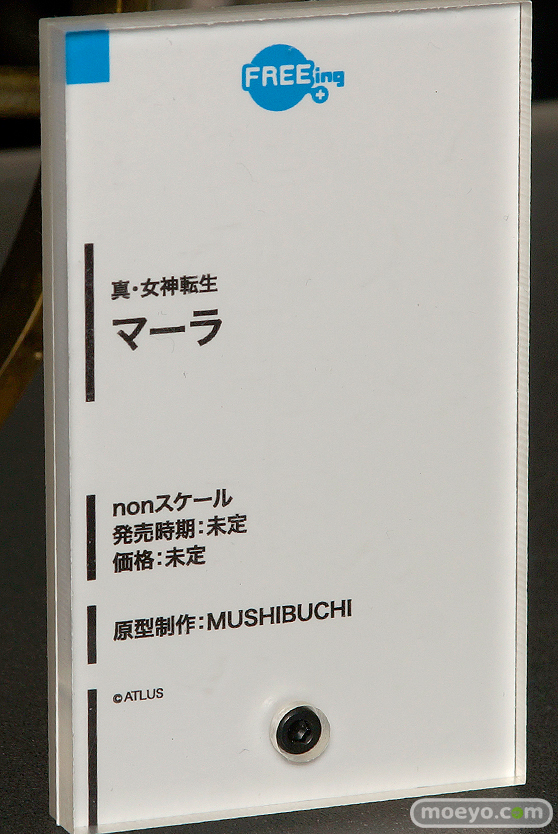 FREEing
真・女神転生
マーラ
nonスケール
発売時期：未定
価格：未定
原型制作：MUSHIBUCHI
©ATLUS
moeyo.com